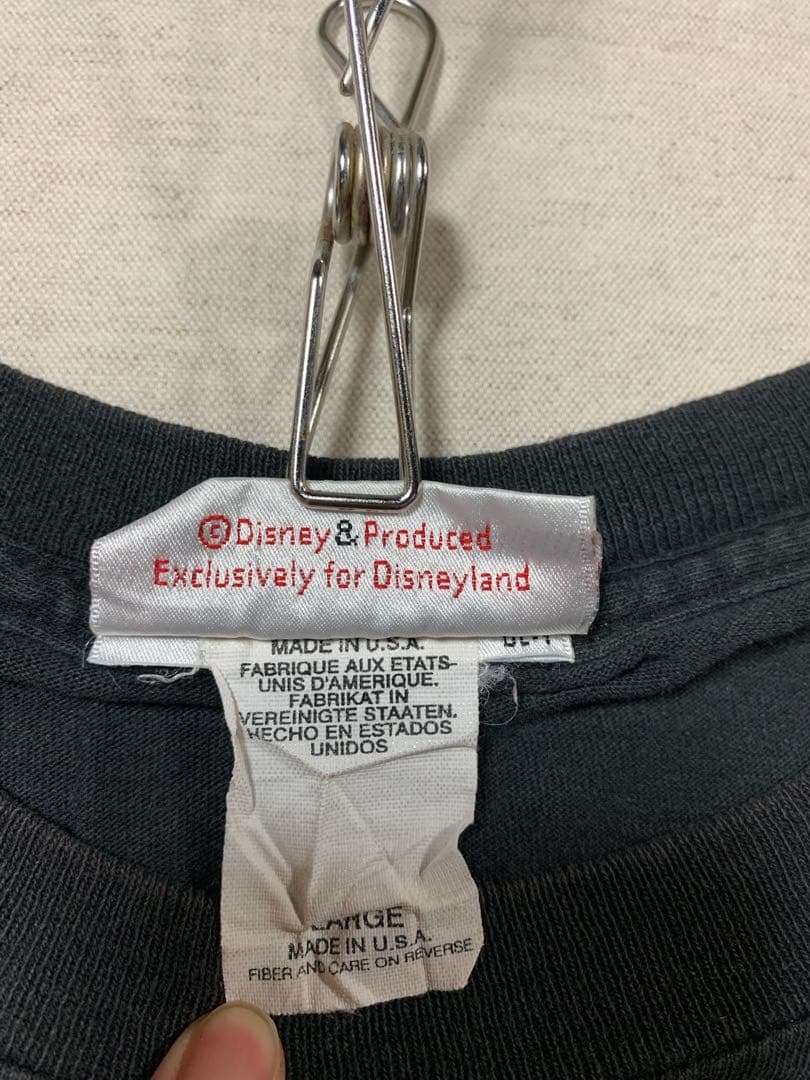 ©Disney & Produced
Exclusively for Disneyland
MADE IN U.S.A.
FABRIQUE AUX ETATS-
UNIS D'AMERIQUE.
FABRIKAT IN
VEREINIGTE STAATEN.
HECHO EN ESTADOS
UNIDOS
LARGE
MADE IN U.S.A.
FIBER AND CARE ON REVERSE